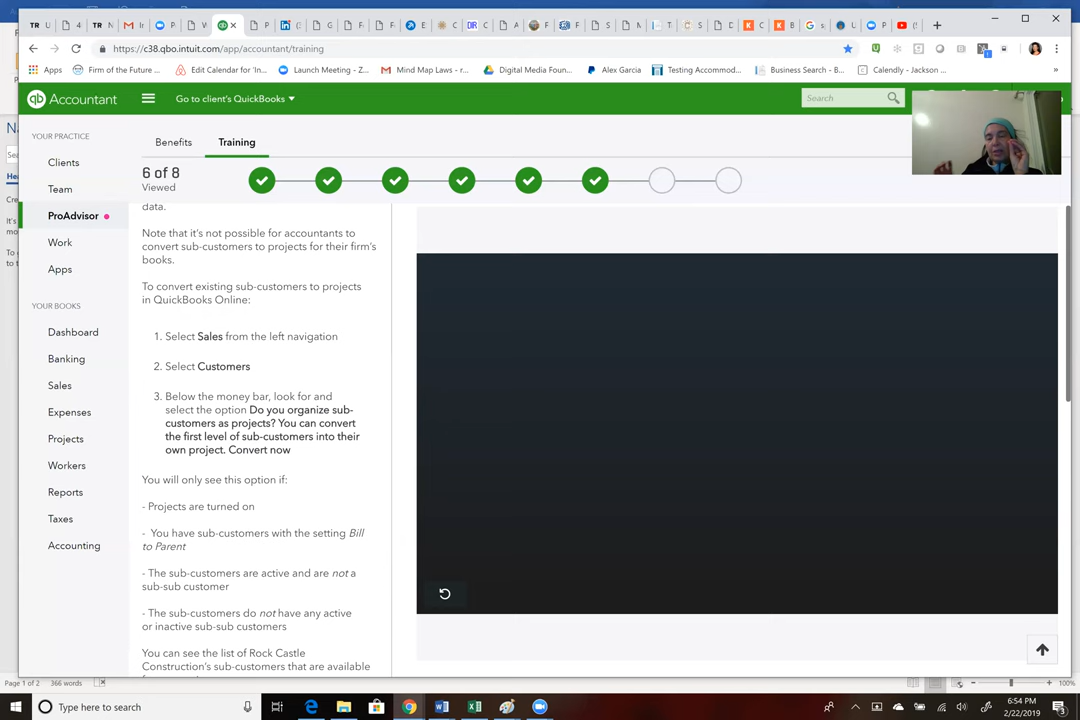 https://c38.qbo.intuit.com/app/accountant/training
Apps
Firm of the Future ...
Edit Calendar for 'In...
Launch Meeting - Z...
Mind Map Laws - r...
Digital Media Foun...
Alex Garcia
Testing Accommod...
Business Search - B...
Calendly - Jackson ...
Accountant
Go to client's QuickBooks
Search
YOUR PRACTICE
Clients
Team
ProAdvisor
Work
Apps
YOUR BOOKS
Dashboard
Banking
Sales
Expenses
Projects
Workers
Reports
Taxes
Accounting
Benefits
Training
6 of 8
Viewed
data.
Note that it's not possible for accountants to
convert sub-customers to projects for their firm's
books.
To convert existing sub-customers to projects
in QuickBooks Online:
1. Select Sales from the left navigation
2. Select Customers
3. Below the money bar, look for and
select the option Do you organize sub-
customers as projects? You can convert
the first level of sub-customers into their
own project. Convert now
You will only see this option if:
- Projects are turned on
- You have sub-customers with the setting Bill
to Parent
- The sub-customers are active and are not a
sub-sub customer
- The sub-customers do not have any active
or inactive sub-sub customers
You can see the list of Rock Castle
Construction's sub-customers that are available
Page 1 of 2
366 words
100%
Type here to search
6:54 PM
2/22/2019